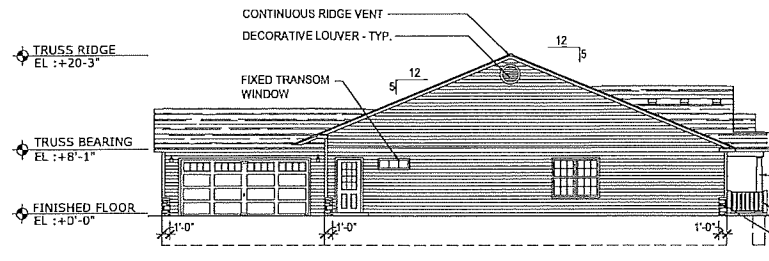 CONTINUOUS RIDGE VENT
DECORATIVE LOUVER - TYP.
12
5
TRUSS RIDGE
EL :+20-3"
12
5
FIXED TRANSOM
WINDOW
TRUSS BEARING
EL :+8'-1"
FINISHED FLOOR
EL :+0'-0"
1'-0"
1'-0"
1'-0"